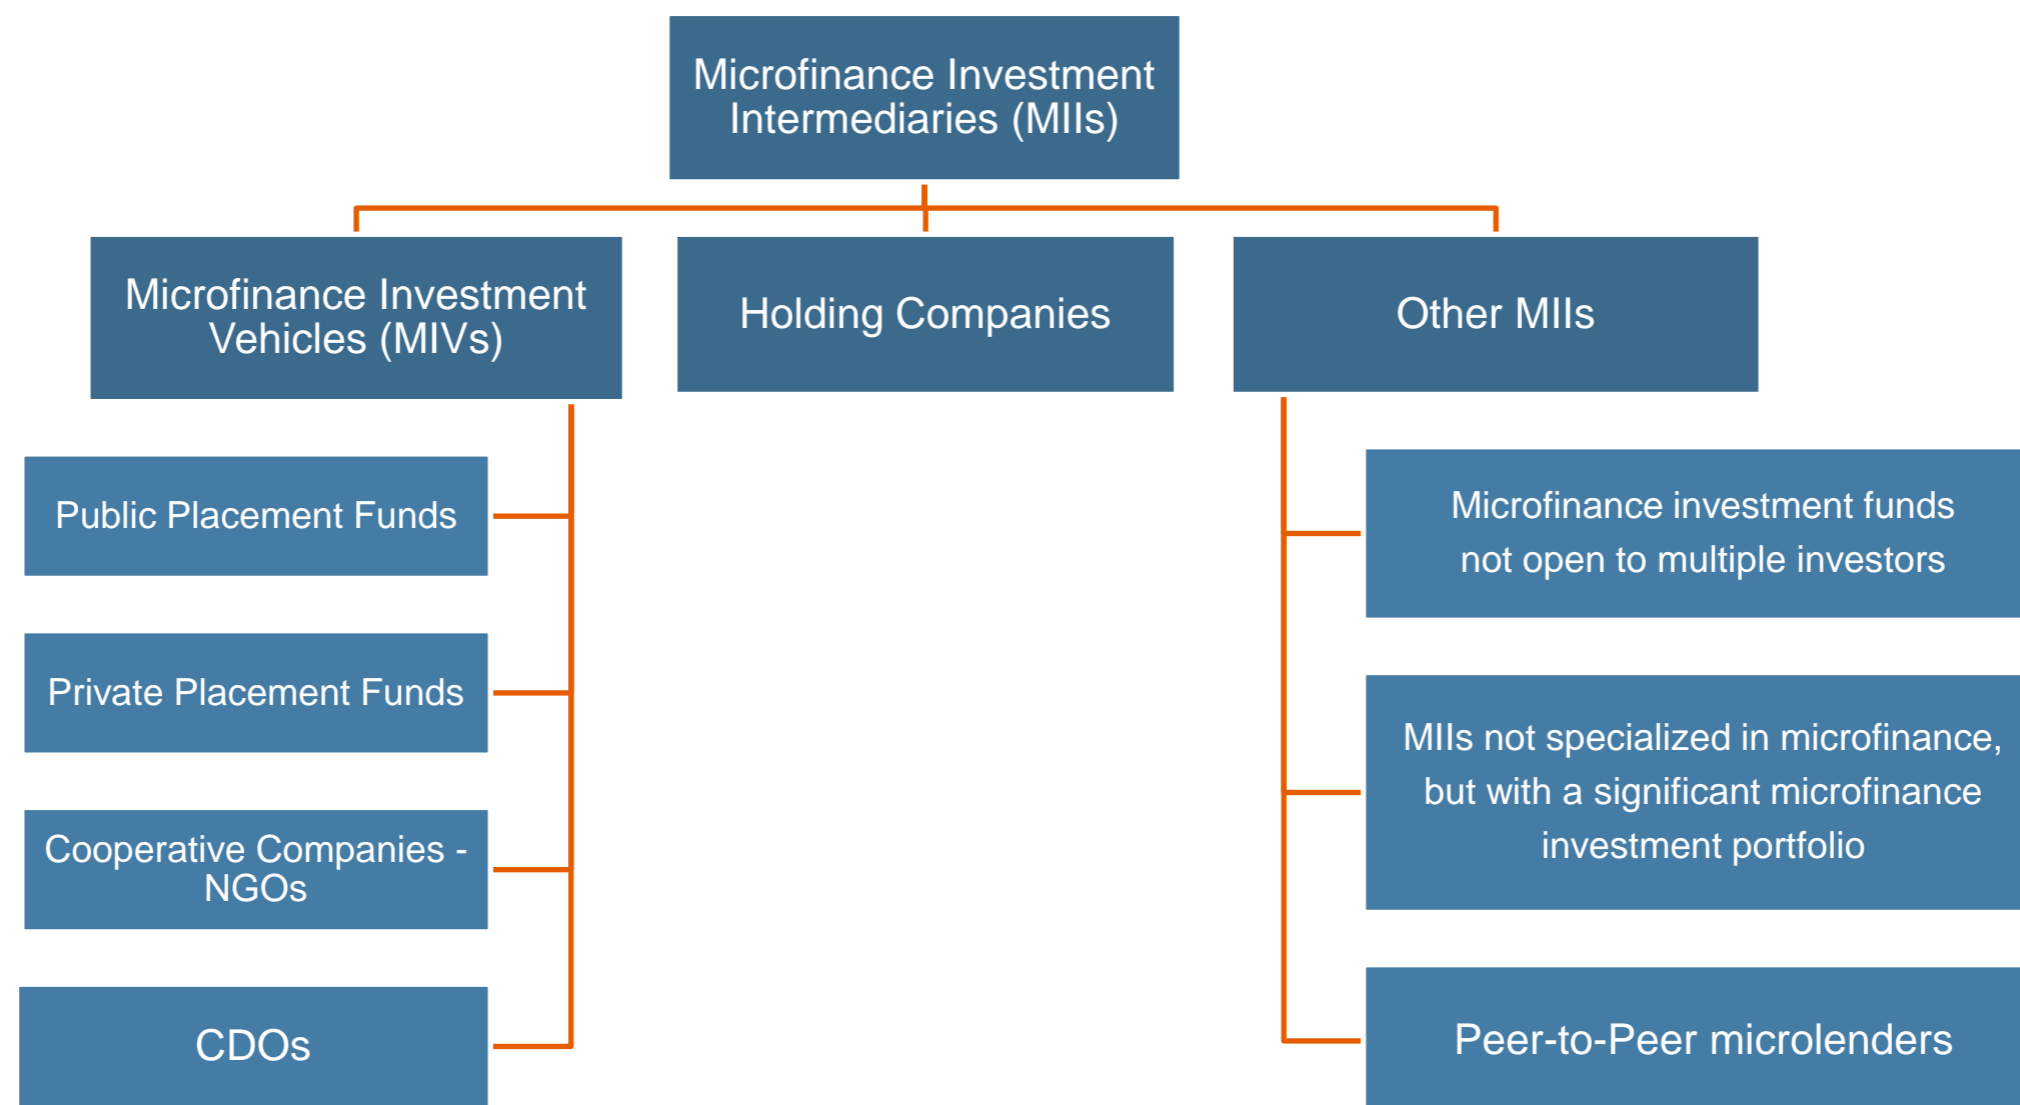 Microfinance Investment
Intermediaries (MIIs)
Microfinance Investment
Vehicles (MIVs)
Holding Companies
Other MIIs
Public Placement Funds
Private Placement Funds
Cooperative Companies -
NGOs
CDOs
Microfinance investment funds
not open to multiple investors
MIIs not specialized in microfinance,
but with a significant microfinance
investment portfolio
Peer-to-Peer microlenders